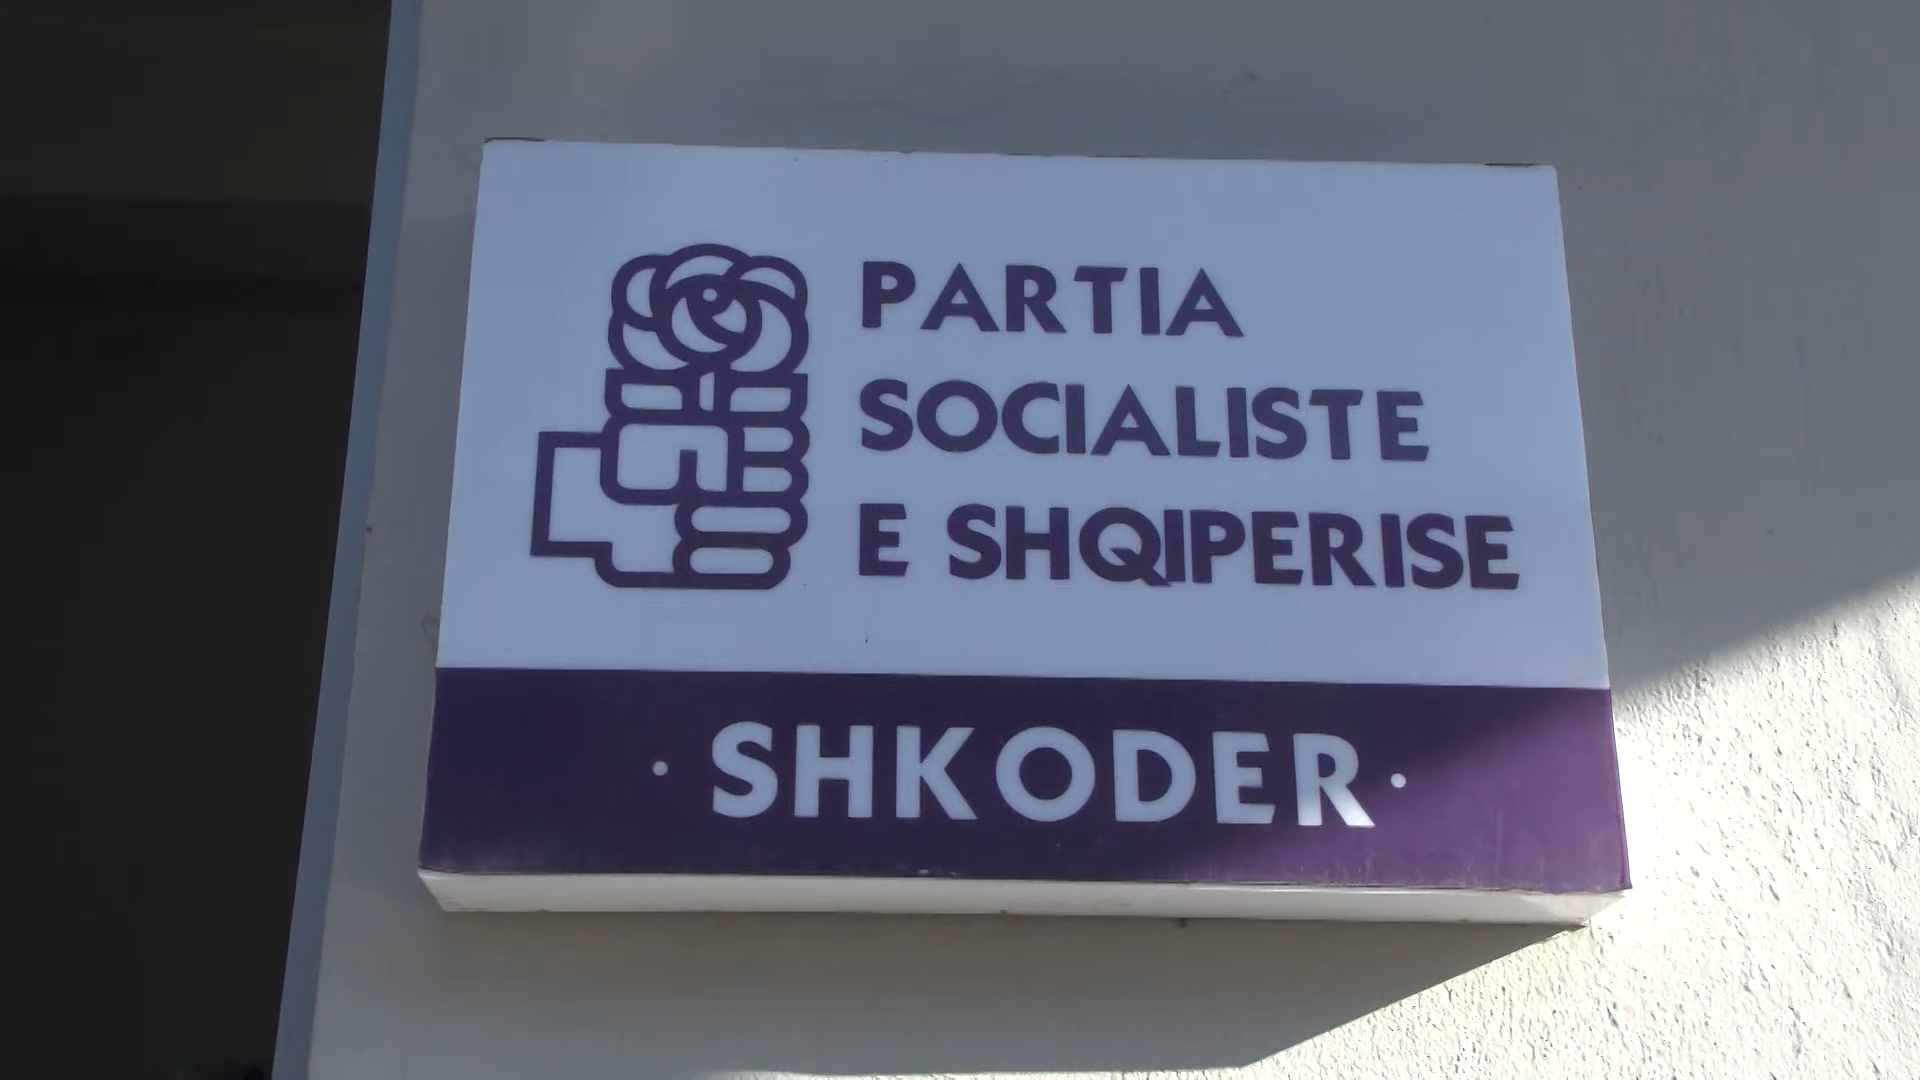 PARTIA
SOCIALISTE
E SHQIPERISE
· SHKODER ·